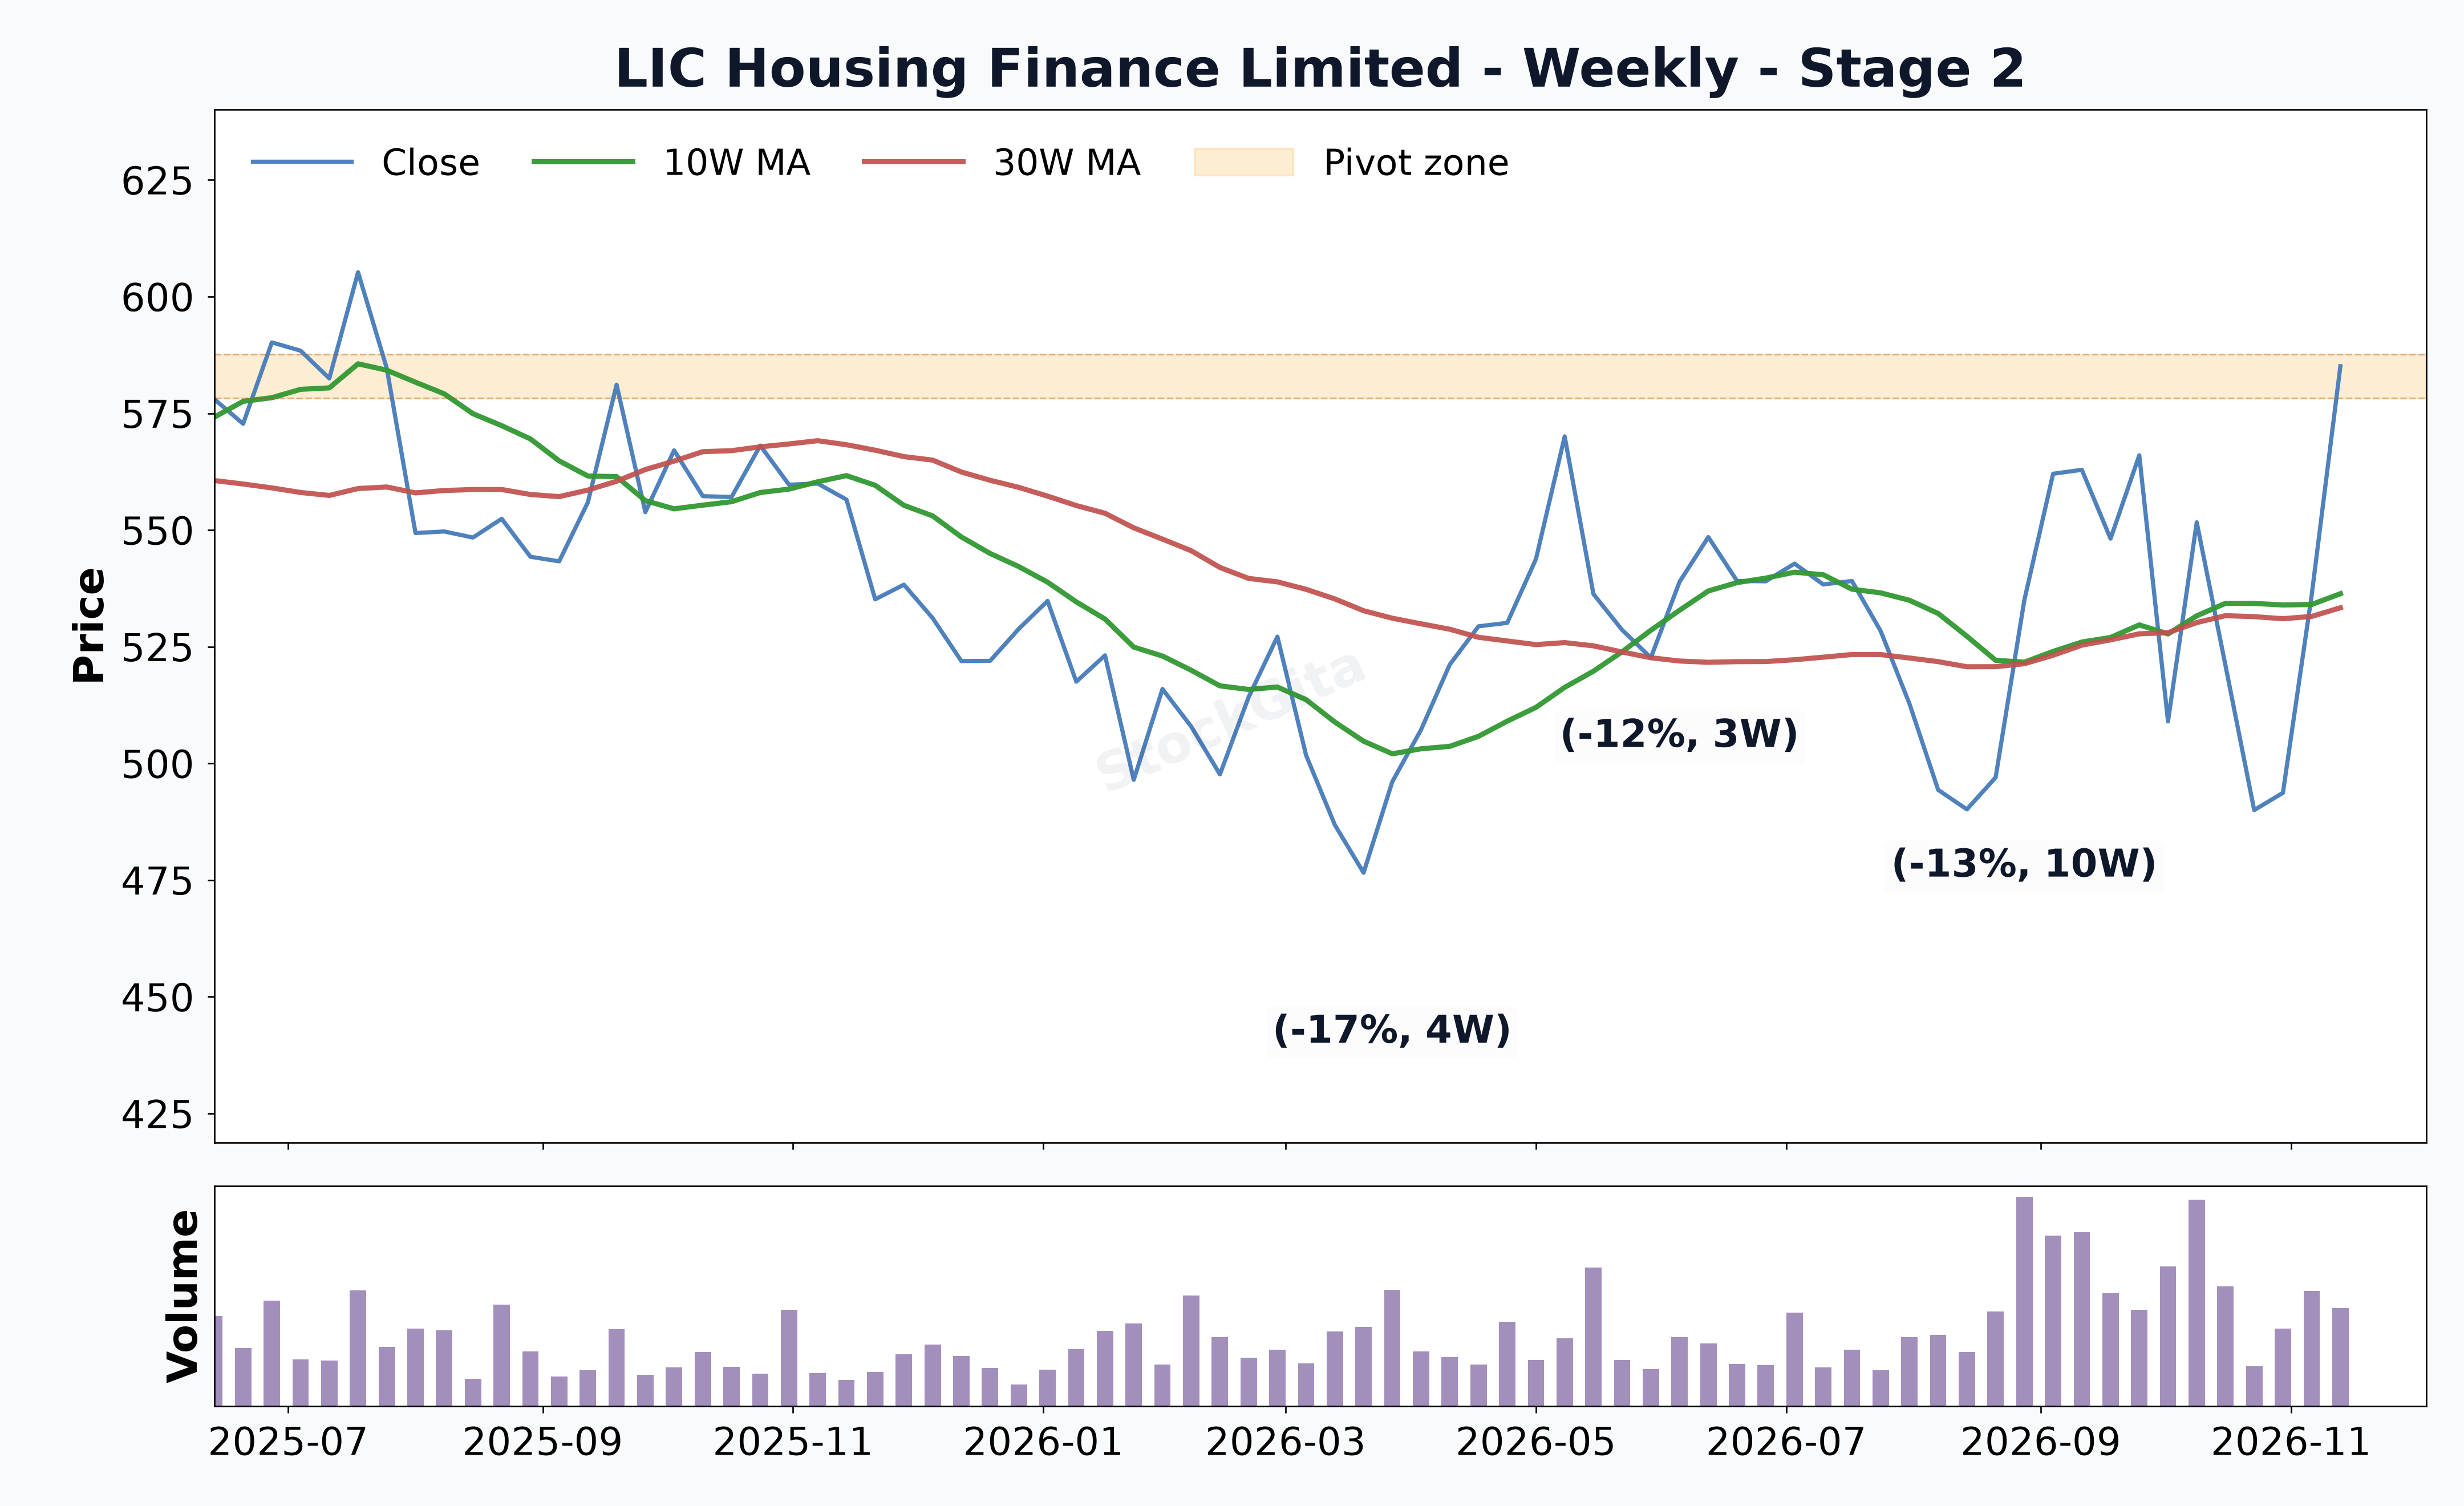 LIC Housing Finance Limited - Weekly - Stage 2
Close 10W MA 30W MA Pivot zone
Price
625
600
575
550
525
500
475
450
425
StockGita
(-12%, 3W)
(-13%, 10W)
(-17%, 4W)
Volume
2025-07 2025-09 2025-11 2026-01 2026-03 2026-05 2026-07 2026-09 2026-11